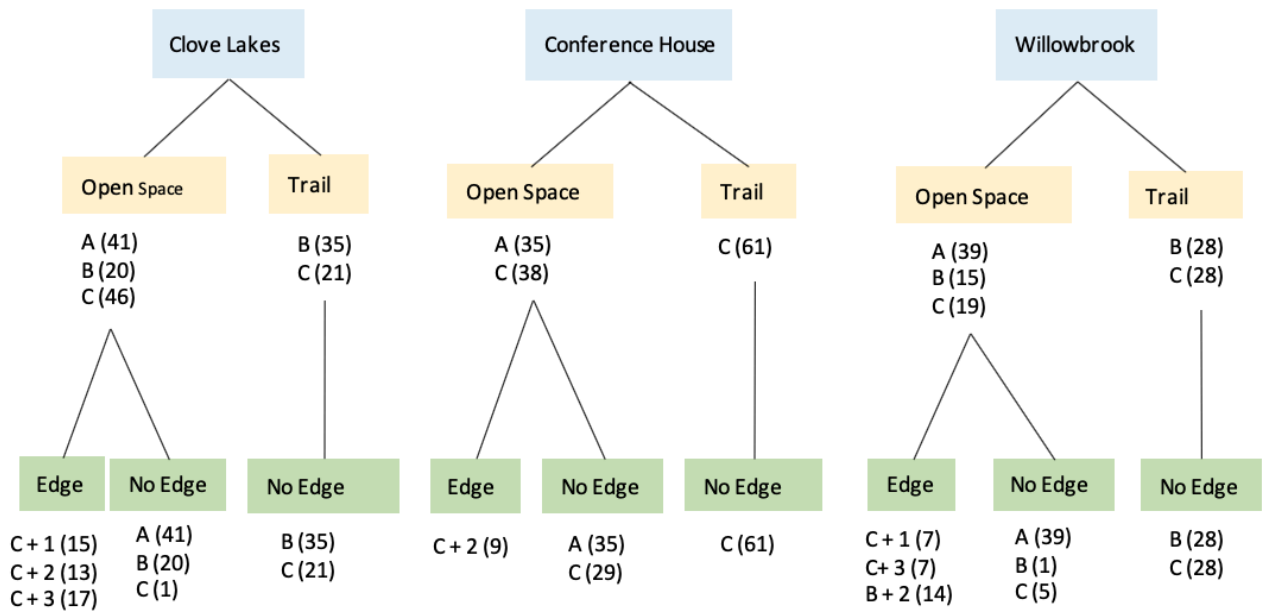 Clove Lakes
Conference House
Willowbrook
Open Space
Trail
Open Space
Trail
Open Space
Trail
A (41)
B (20)
C (46)
B (35)
C (21)
A (35)
C (38)
C (61)
A (39)
B (15)
C (19)
B (28)
C (28)
Edge
No Edge
No Edge
Edge
No Edge
No Edge
Edge
No Edge
No Edge
C + 1 (15)
C + 2 (13)
C + 3 (17)
A (41)
B (20)
C (1)
B (35)
C (21)
C + 2 (9)
A (35)
C (29)
C (61)
C + 1 (7)
C+ 3 (7)
B + 2 (14)
A (39)
B (1)
C (5)
B (28)
C (28)